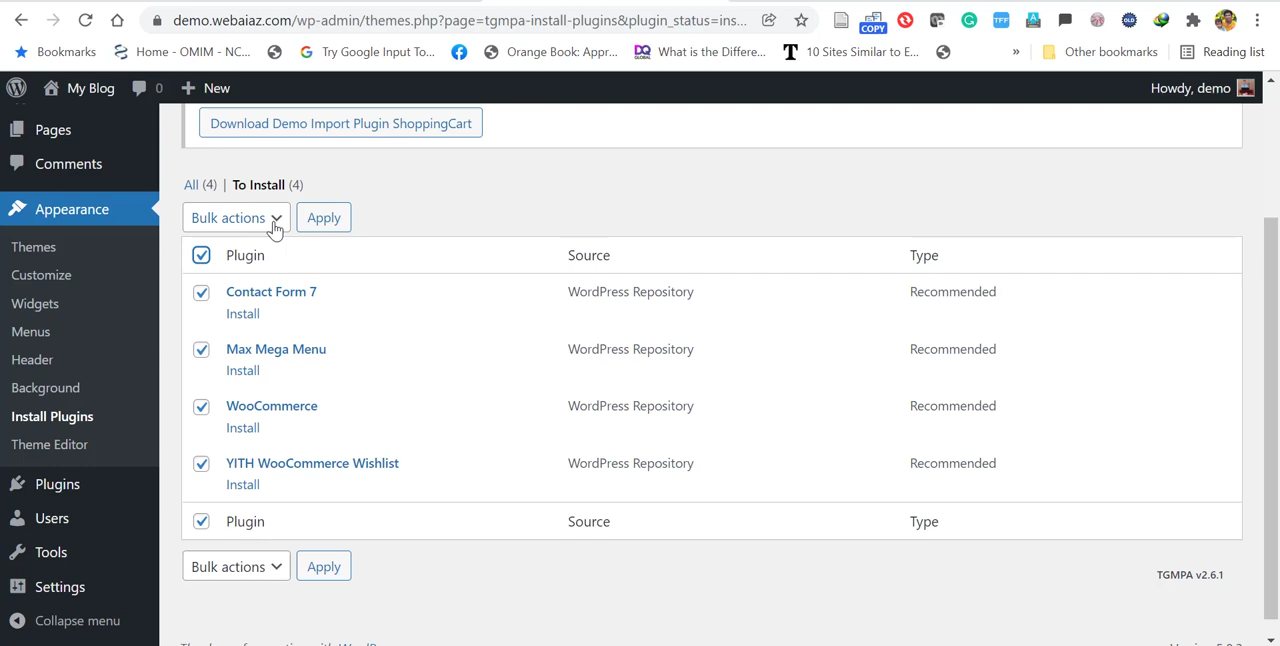 demo.webaiaz.com/wp-admin/themes.php?page=tgmpa-install-plugins&plugin_status=ins...
COPY
TFF
OLD
Bookmarks
Home - OMIM - NC...
Try Google Input To...
Orange Book: Appr...
DQ
GLOBAL
What is the Differe...
T
10 Sites Similar to E...
»
Other bookmarks
Reading list
My Blog
0
New
Howdy, demo
Pages
Comments
Appearance
Themes
Customize
Widgets
Menus
Header
Background
Install Plugins
Theme Editor
Plugins
Users
Tools
Settings
Collapse menu
Download Demo Import Plugin ShoppingCart
All (4) | To Install (4)
Bulk actions Apply
Plugin Source Type
Contact Form 7 WordPress Repository Recommended
Install
Max Mega Menu WordPress Repository Recommended
Install
WooCommerce WordPress Repository Recommended
Install
YITH WooCommerce Wishlist WordPress Repository Recommended
Install
Plugin Source Type
Bulk actions Apply
TGMPA v2.6.1